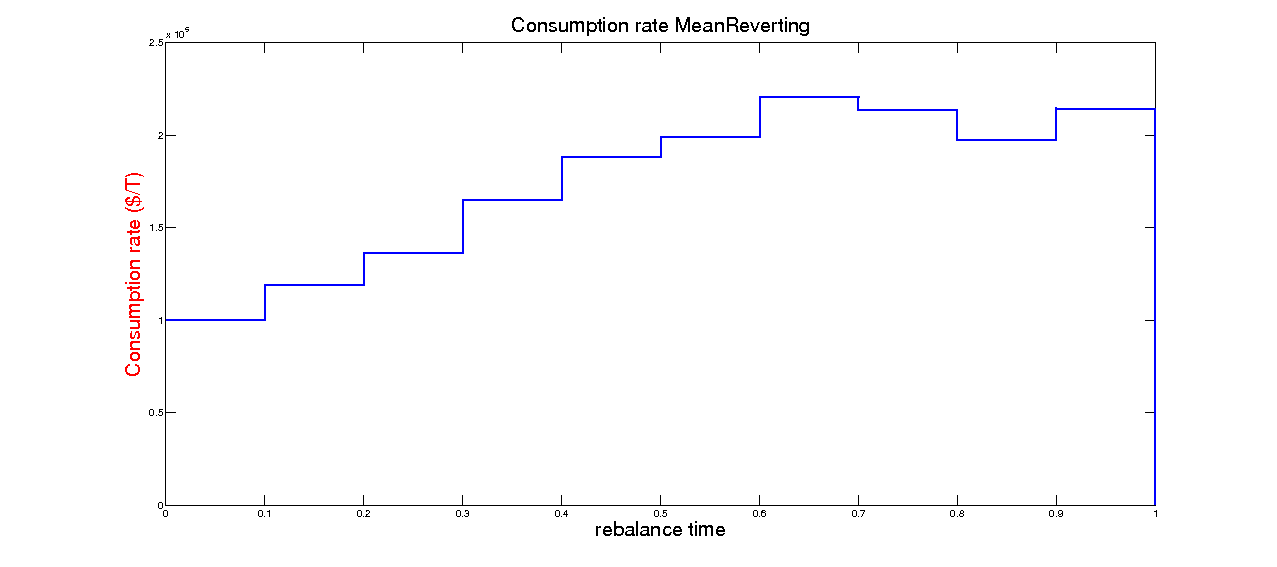 Consumption rate MeanReverting
x 10^5
2.5
2
1.5
1
0.5
0
Consumption rate ($/T)
0 0.1 0.2 0.3 0.4 0.5 0.6 0.7 0.8 0.9 1
rebalance time